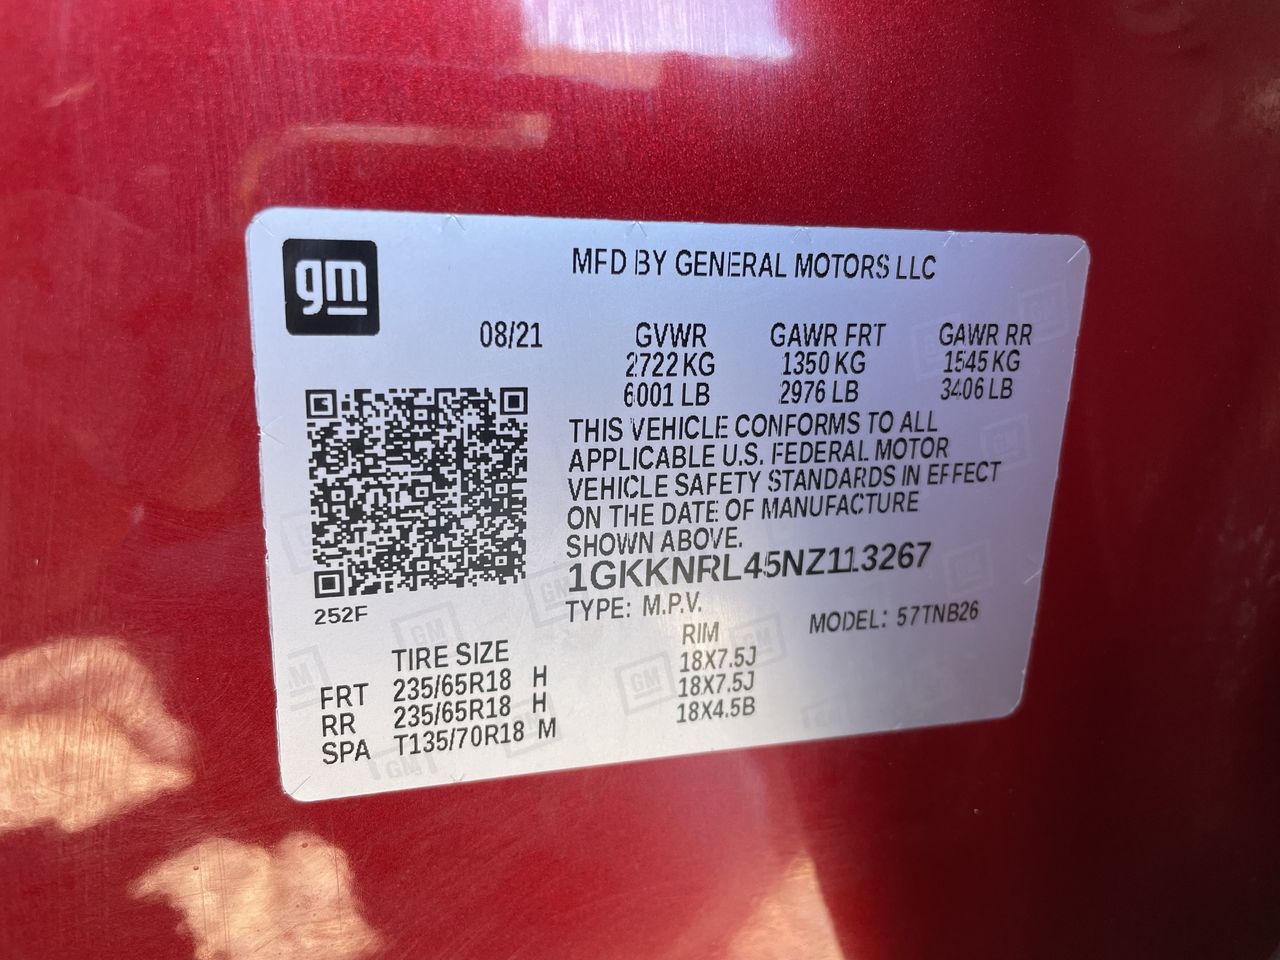 gm
MFD BY GENERAL MOTORS LLC
08/21 GVWR GAWR FRT GAWR RR
2722 KG 1350 KG 1545 KG
6001 LB 2976 LB 3406 LB
THIS VEHICLE CONFORMS TO ALL
APPLICABLE U.S. FEDERAL MOTOR
VEHICLE SAFETY STANDARDS IN EFFECT
ON THE DATE OF MANUFACTURE
SHOWN ABOVE.
1GKKNRL45NZ113267
252F
TYPE: M.P.V. MODEL: 57TNB26
TIRE SIZE RIM
FRT 235/65R18 H 18X7.5J
RR 235/65R18 H 18X7.5J
SPA T135/70R18 M 18X4.5B